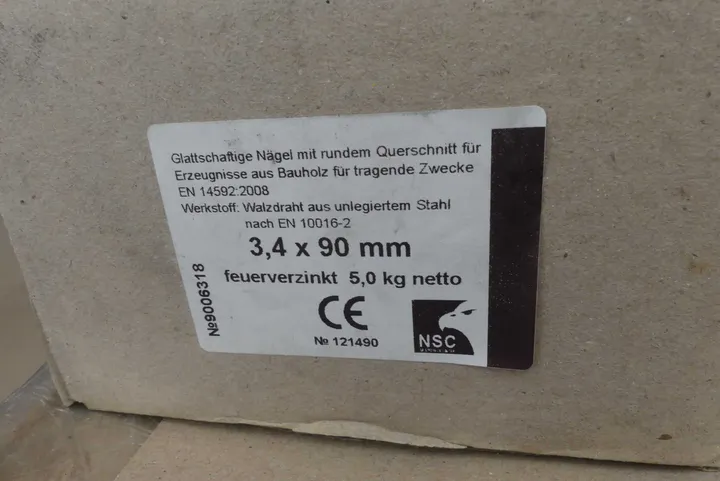 Glattschaftige Nägel mit rundem Querschnitt für
Erzeugnisse aus Bauholz für tragende Zwecke
EN 14592:2008
Werkstoff: Walzdraht aus unlegiertem Stahl
nach EN 10016-2
3,4 x 90 mm
feuerverzinkt 5,0 kg netto
№9006318
CE
№ 121490
NSC